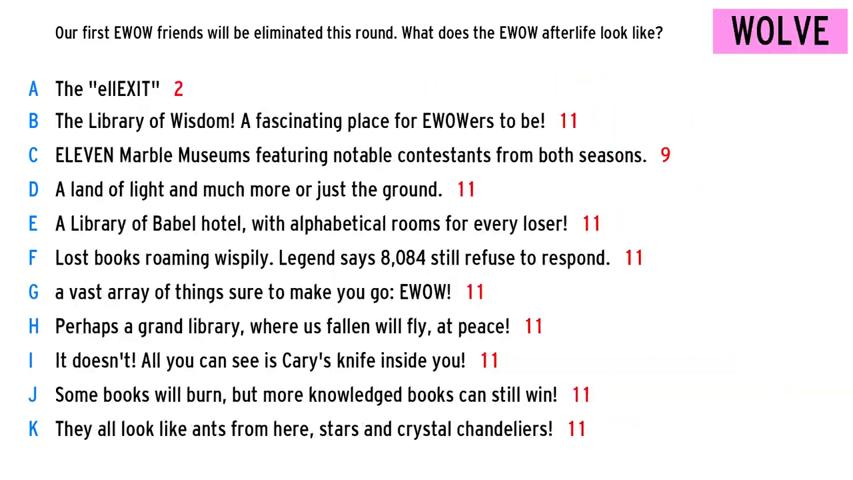 Our first EWOW friends will be eliminated this round. What does the EWOW afterlife look like?
WOLVE
A The "ellEXIT" 2
B The Library of Wisdom! A fascinating place for EWOWers to be! 11
C ELEVEN Marble Museums featuring notable contestants from both seasons. 9
D A land of light and much more or just the ground. 11
E A Library of Babel hotel, with alphabetical rooms for every loser! 11
F Lost books roaming wispily. Legend says 8,084 still refuse to respond. 11
G a vast array of things sure to make you go: EWOW! 11
H Perhaps a grand library, where us fallen will fly, at peace! 11
I It doesn't! All you can see is Cary's knife inside you! 11
J Some books will burn, but more knowledged books can still win! 11
K They all look like ants from here, stars and crystal chandeliers! 11